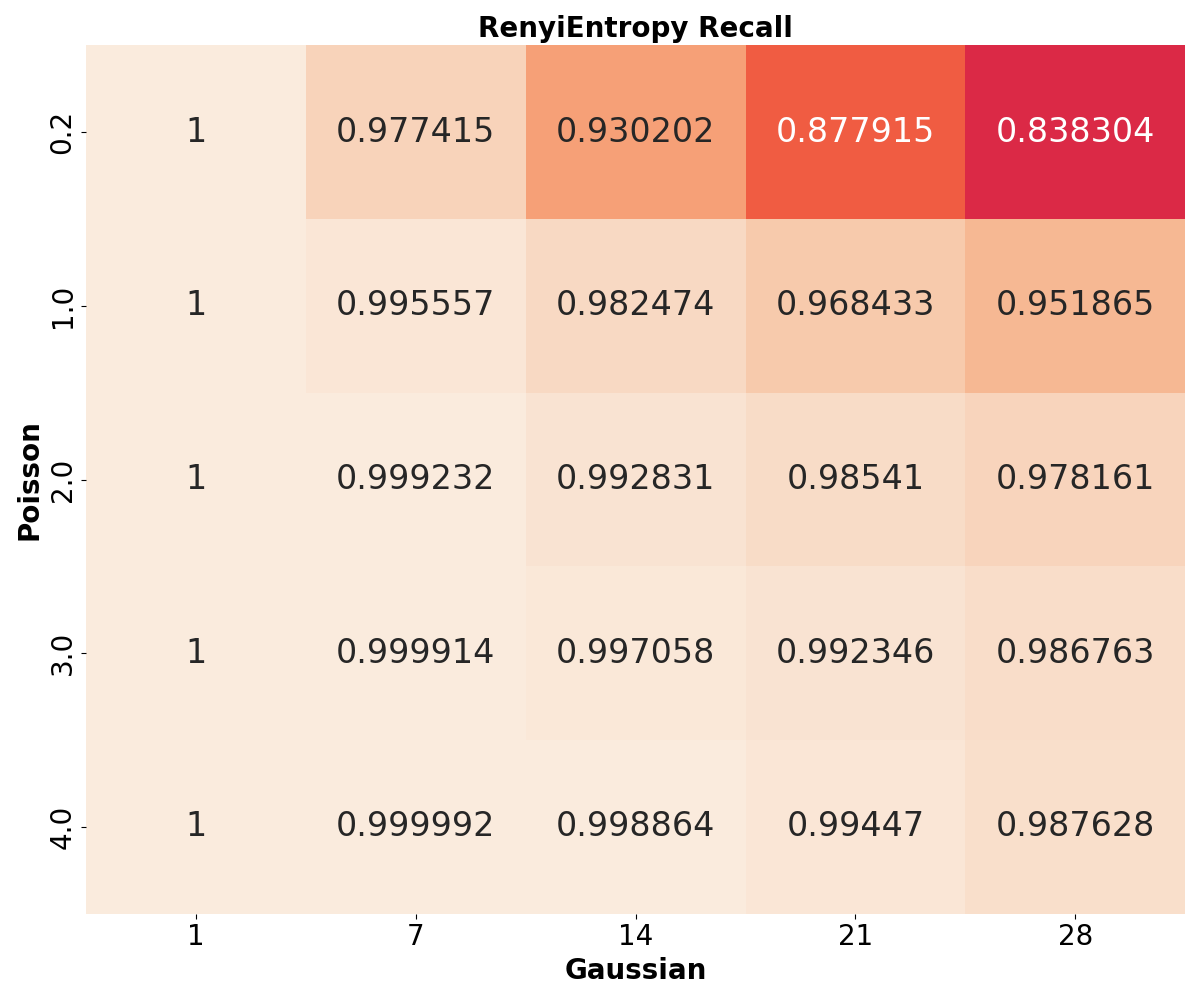 RenyiEntropy Recall
0.2 1 0.977415 0.930202 0.877915 0.838304
1.0 1 0.995557 0.982474 0.968433 0.951865
2.0 1 0.999232 0.992831 0.98541 0.978161
3.0 1 0.999914 0.997058 0.992346 0.986763
4.0 1 0.999992 0.998864 0.99447 0.987628
Poisson
1 7 14 21 28
Gaussian